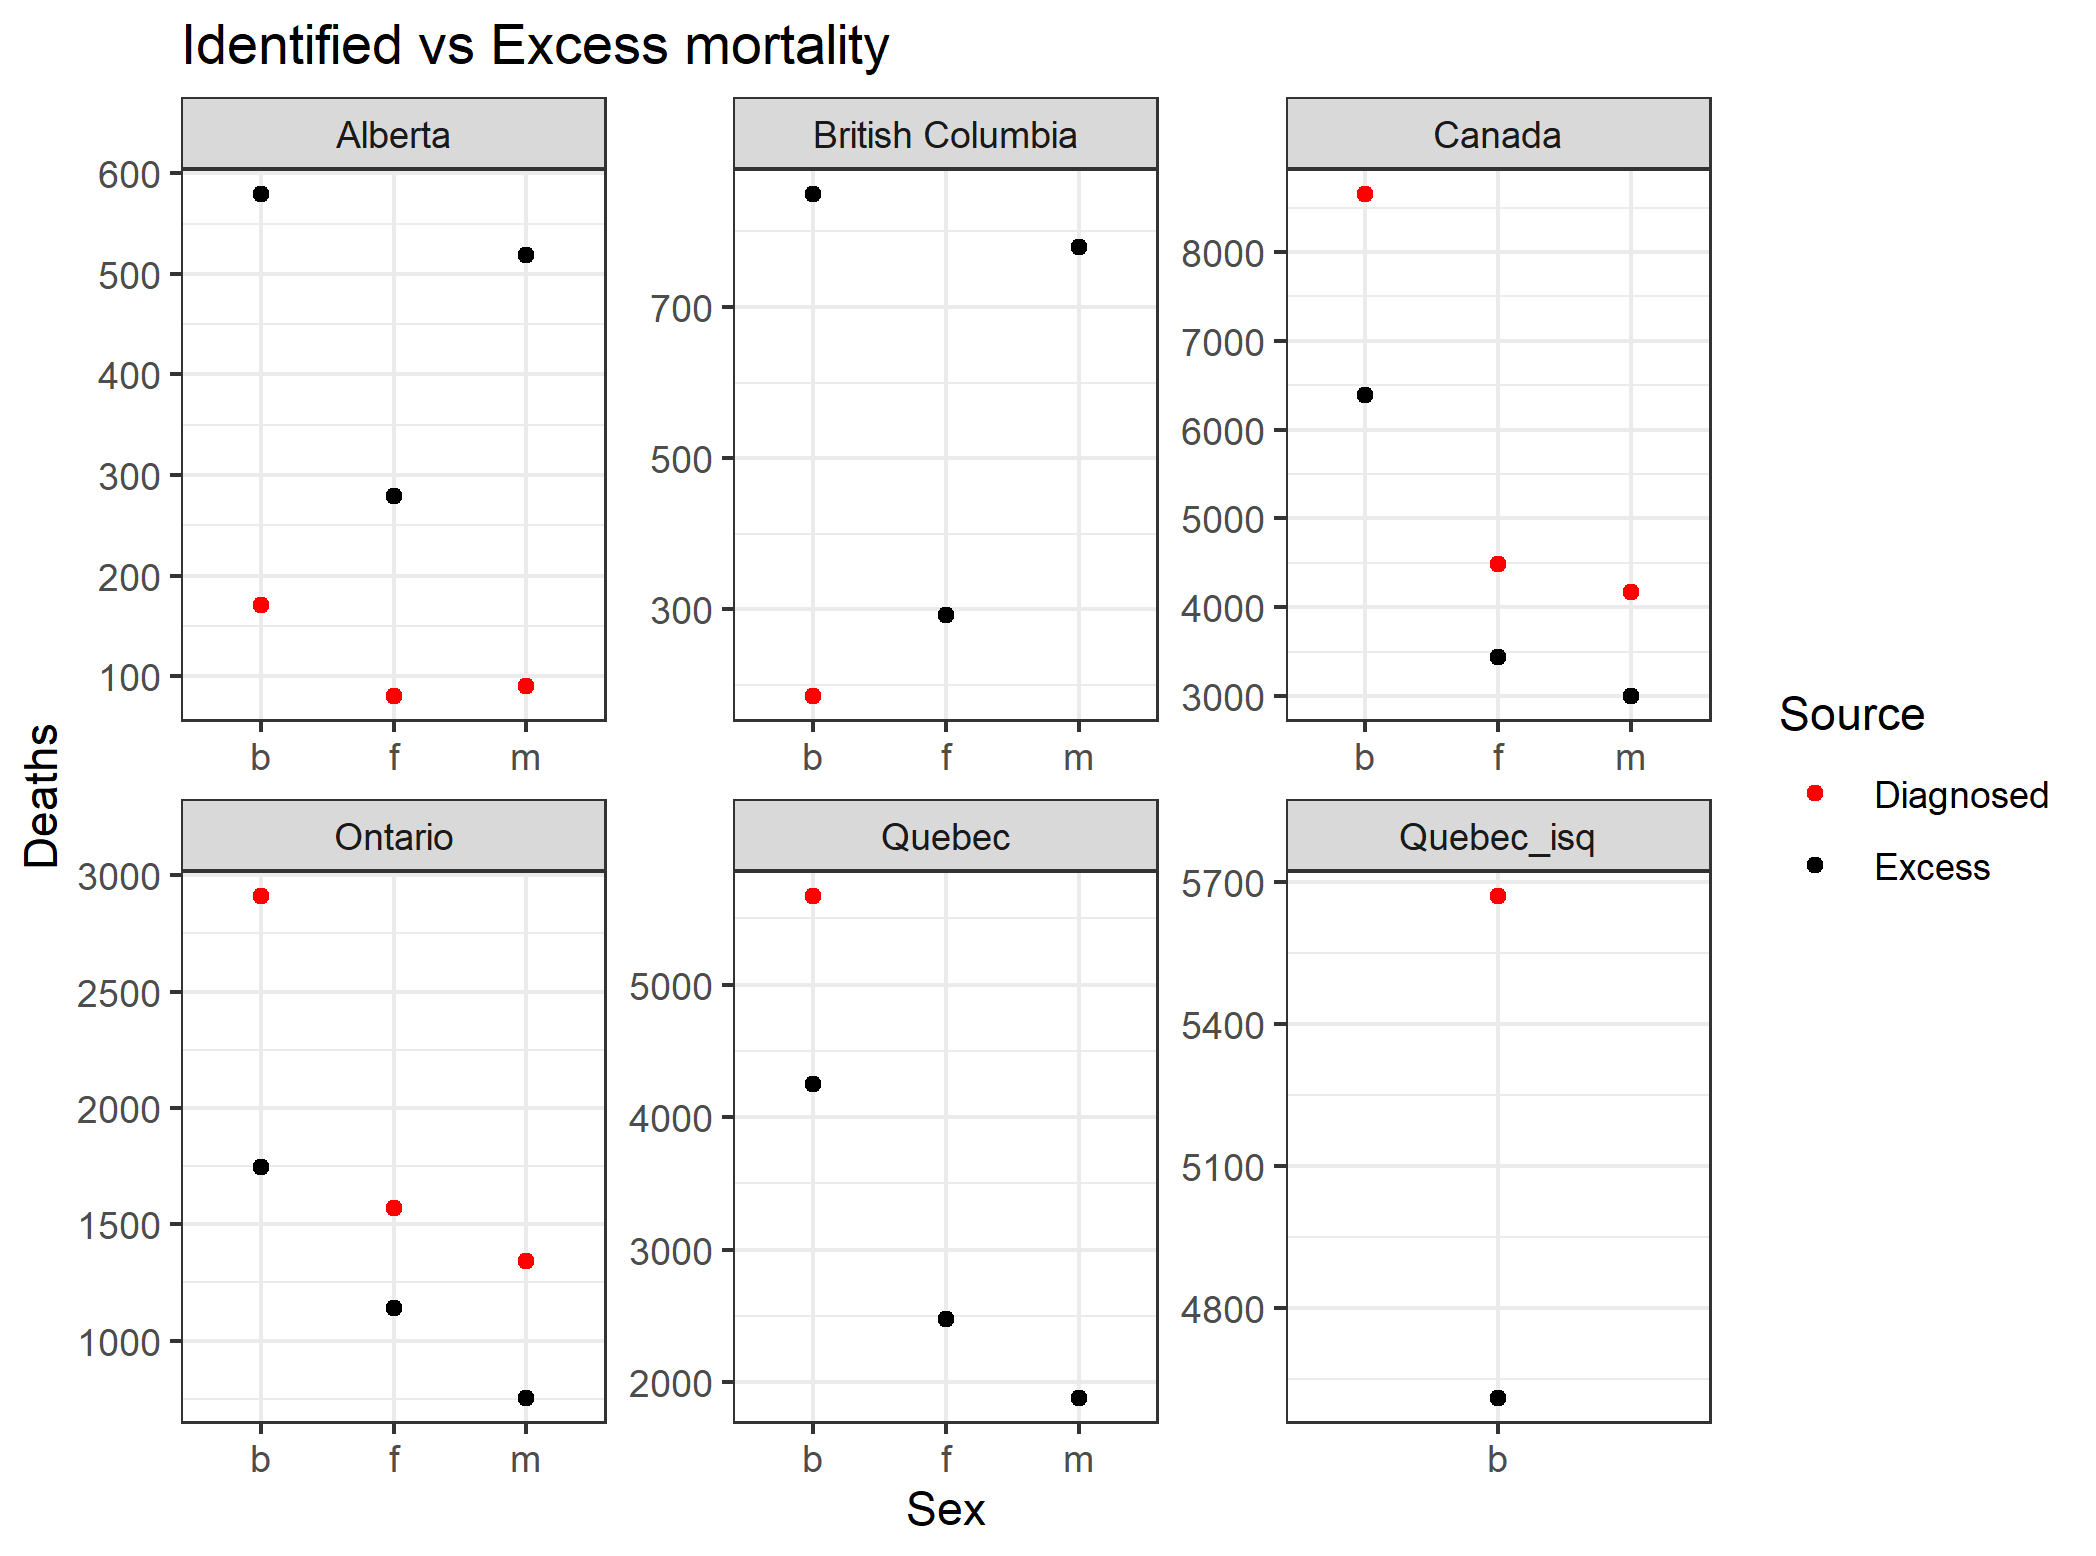 Identified vs Excess mortality
Alberta
British Columbia
Canada
600
500
400
300
200
100
700
500
300
8000
7000
6000
5000
4000
3000
b f m
b f m
b f m
Deaths
Ontario
Quebec
Quebec_isq
3000
2500
2000
1500
1000
5000
4000
3000
2000
5700
5400
5100
4800
b f m
b f m
b
Sex
Source
Diagnosed
Excess